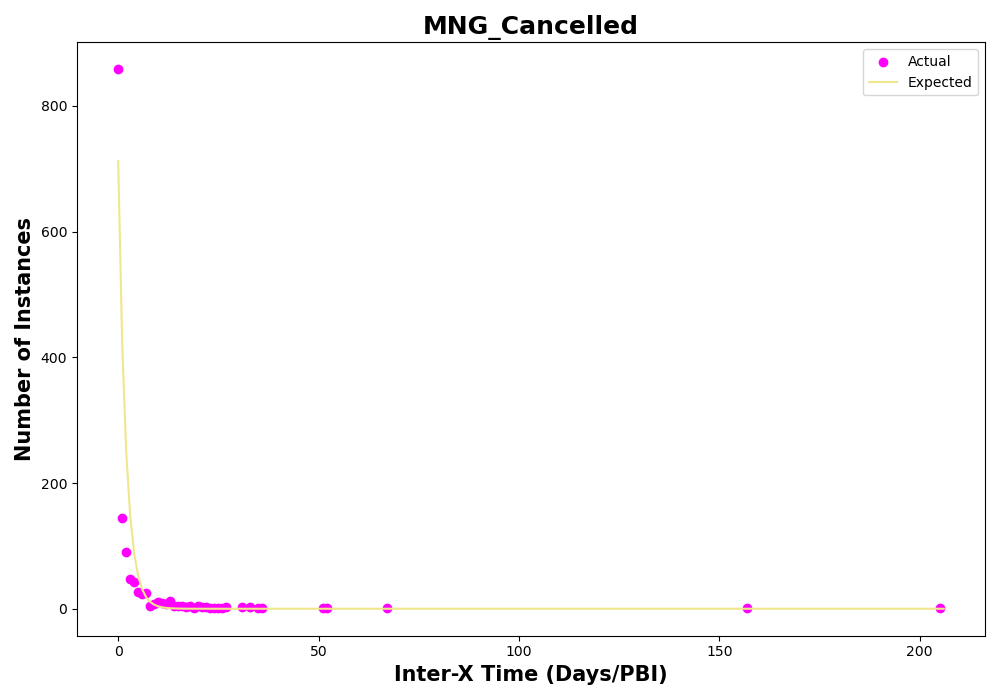 MNG_Cancelled
Actual
Expected
Number of Instances
800
600
400
200
0
0
50
100
150
200
Inter-X Time (Days/PBI)